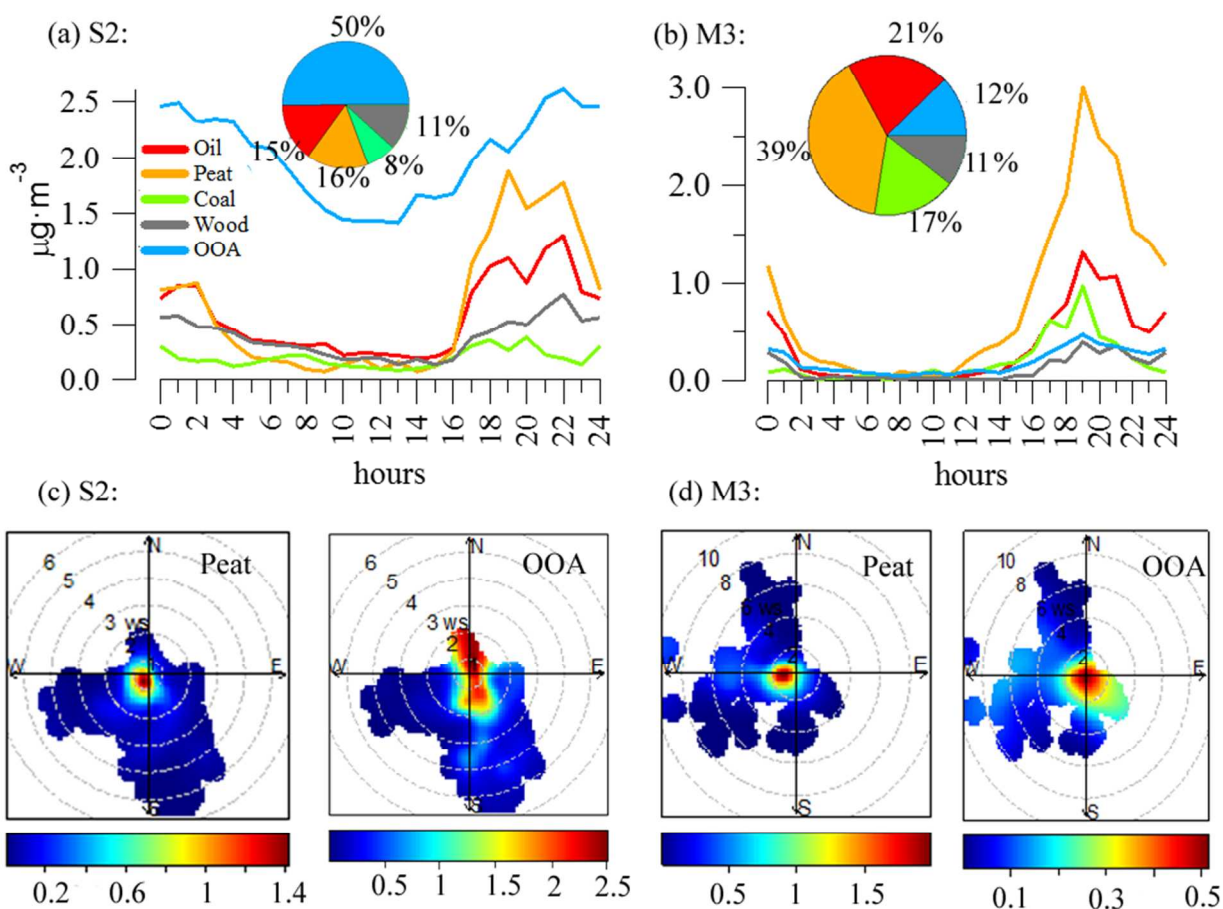 (a) S2:
50%
15%
16%
8%
11%
2.5
2.0
1.5
1.0
0.5
0.0
μg·m-3
Oil
Peat
Coal
Wood
OOA
0 2 4 6 8 10 12 14 16 18 20 22 24
hours
(b) M3:
21%
12%
39%
11%
17%
3.0
2.0
1.0
0.0
0 2 4 6 8 10 12 14 16 18 20 22 24
hours
(c) S2:
Peat
N
6
5
4
3 ws
2
1
W
E
S
0.2 0.6 1 1.4
OOA
N
6
5
4
3 ws
2
1
W
E
S
0.5 1 1.5 2 2.5
(d) M3:
Peat
N
10
8
6 ws
4
2
W
E
S
0.5 1 1.5
OOA
N
10
8
6 ws
4
2
W
E
S
0.1 0.3 0.5